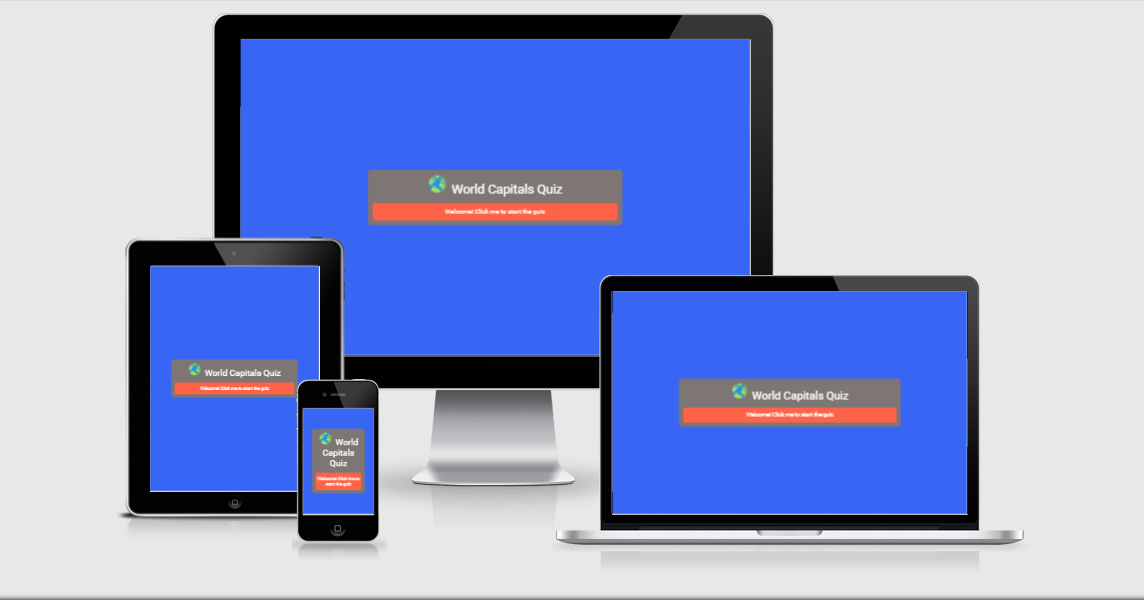 World Capitals Quiz
Welcome! Click me to start the quiz
World Capitals Quiz
Welcome! Click me to start the quiz
World
Capitals
Quiz
Welcome! Click me to
start the quiz
World Capitals Quiz
Welcome! Click me to start the quiz